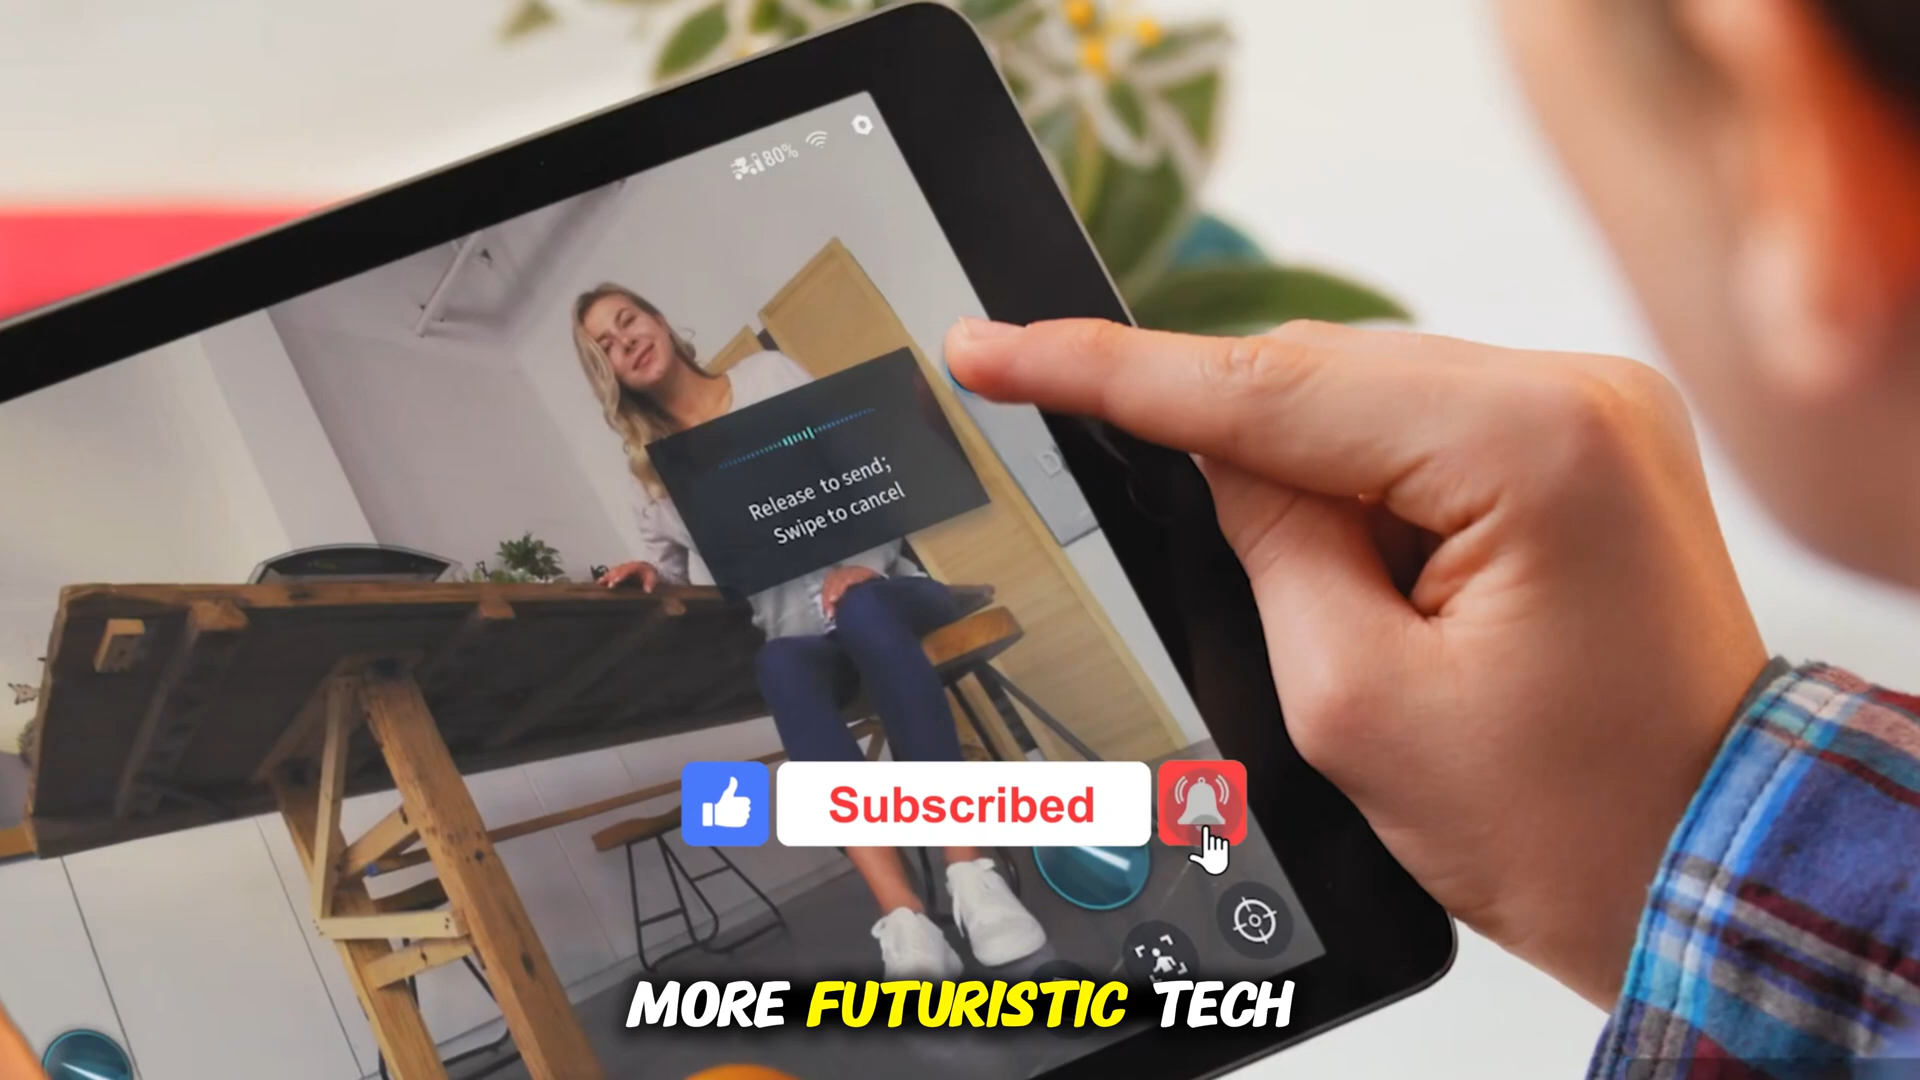 80%
Release to send;
Swipe to cancel
Subscribed
MORE FUTURISTIC TECH